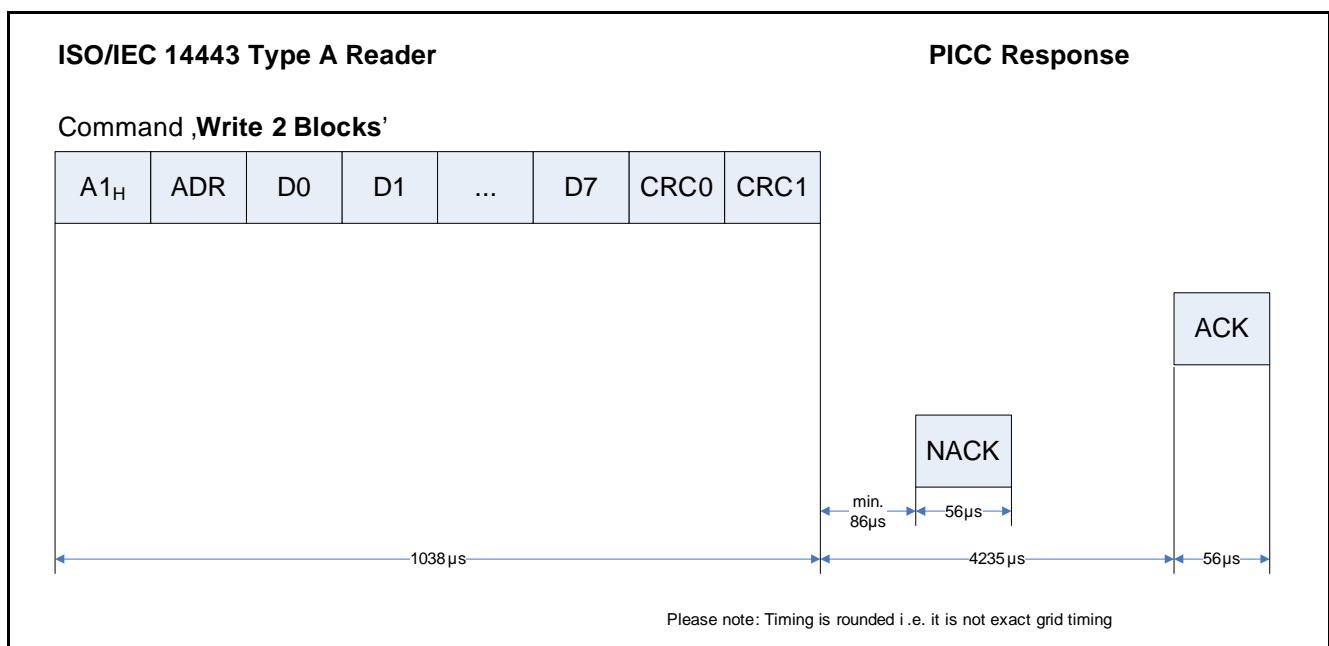 ISO/IEC 14443 Type A Reader
PICC Response
Command ‚Write 2 Blocks’
A1H ADR D0 D1 ... D7 CRC0 CRC1
ACK
NACK
min.
86µs
56µs
1038µs
4235µs
56µs
Please note: Timing is rounded i .e. it is not exact grid timing